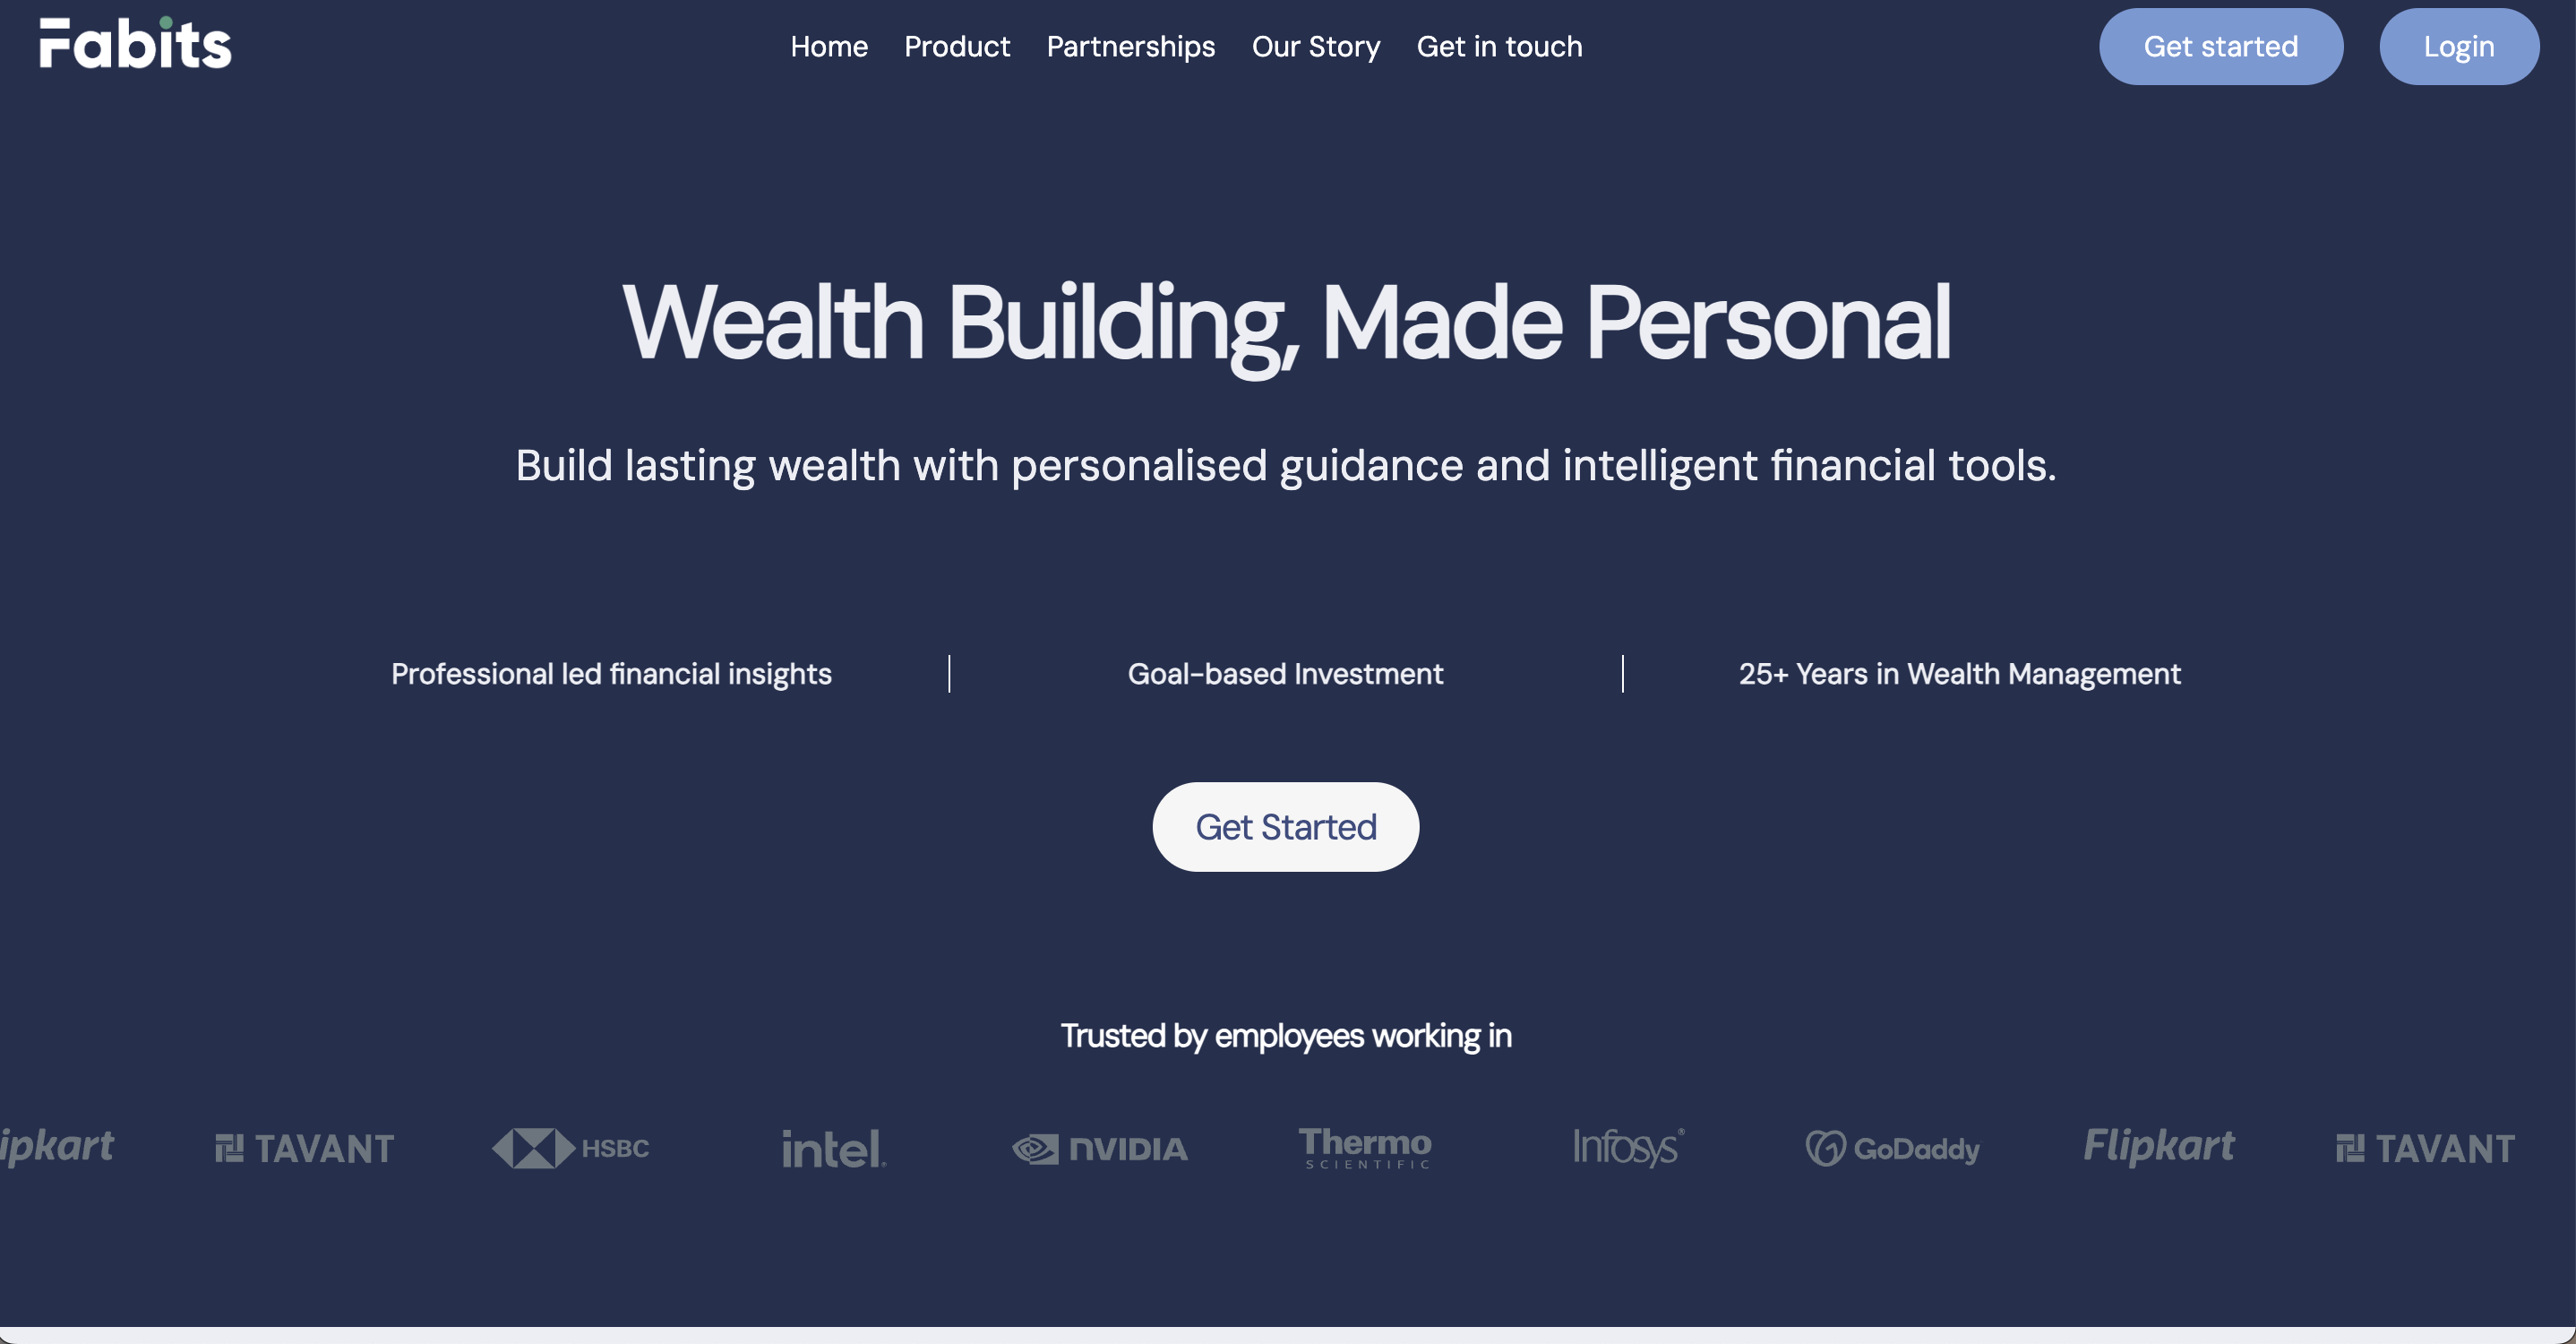 Fabits
Home Product Partnerships Our Story Get in touch
Get started Login
Wealth Building, Made Personal
Build lasting wealth with personalised guidance and intelligent financial tools.
Professional led financial insights
Goal-based Investment
25+ Years in Wealth Management
Get Started
Trusted by employees working in
ipkart TAVANT HSBC intel® NVIDIA Thermo SCIENTIFIC Infosys® GoDaddy Flipkart TAVANT